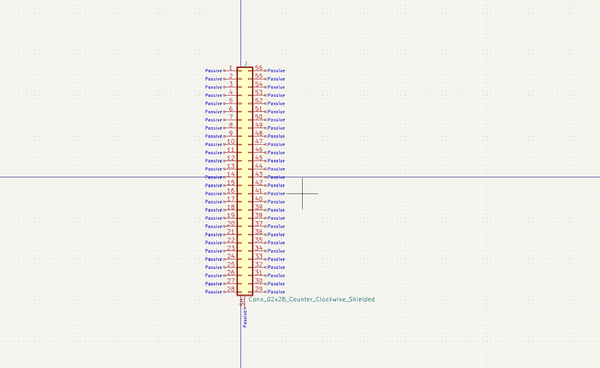 J
Passive 1 56 Passive
Passive 2 55 Passive
Passive 3 54 Passive
Passive 4 53 Passive
Passive 5 52 Passive
Passive 6 51 Passive
Passive 7 50 Passive
Passive 8 49 Passive
Passive 9 48 Passive
Passive 10 47 Passive
Passive 11 46 Passive
Passive 12 45 Passive
Passive 13 44 Passive
Passive 14 43 Passive
Passive 15 42 Passive
Passive 16 41 Passive
Passive 17 40 Passive
Passive 18 39 Passive
Passive 19 38 Passive
Passive 20 37 Passive
Passive 21 36 Passive
Passive 22 35 Passive
Passive 23 34 Passive
Passive 24 33 Passive
Passive 25 32 Passive
Passive 26 31 Passive
Passive 27 30 Passive
Passive 28 29 Passive
Conn_02x28_Counter_Clockwise_Shielded
SH
Passive